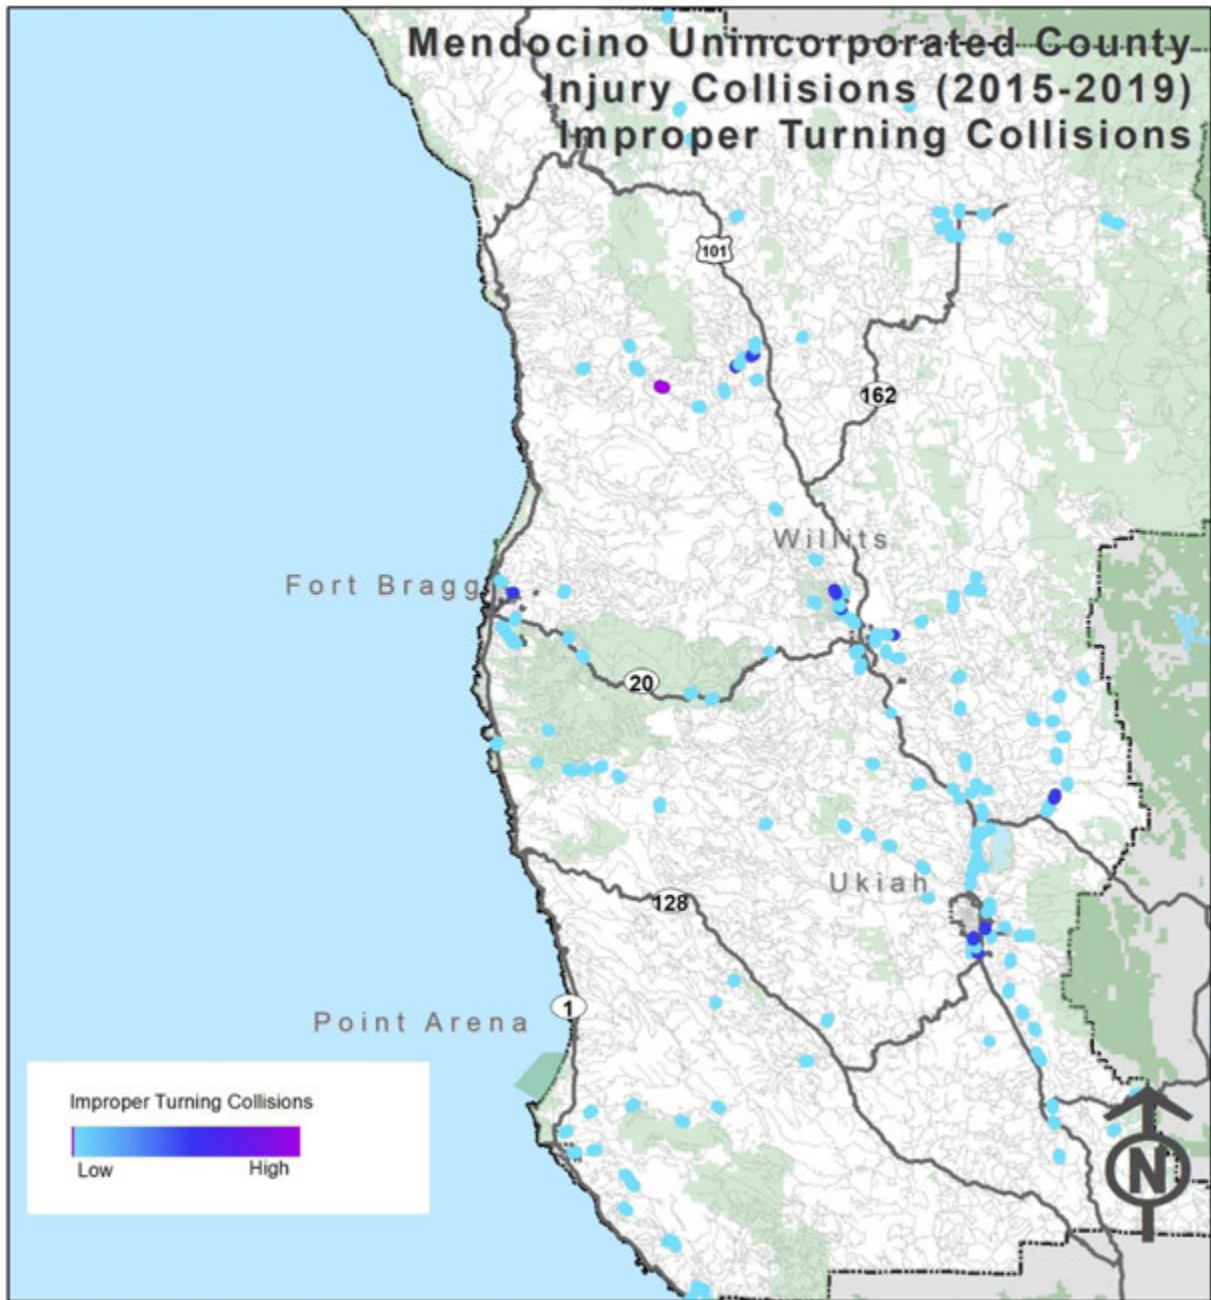 Mendocino Unincorporated County
Injury Collisions (2015-2019)
Improper Turning Collisions
101
162
Willits
Fort Bragg
20
Ukiah
128
Point Arena
1
Improper Turning Collisions
Low
High
N